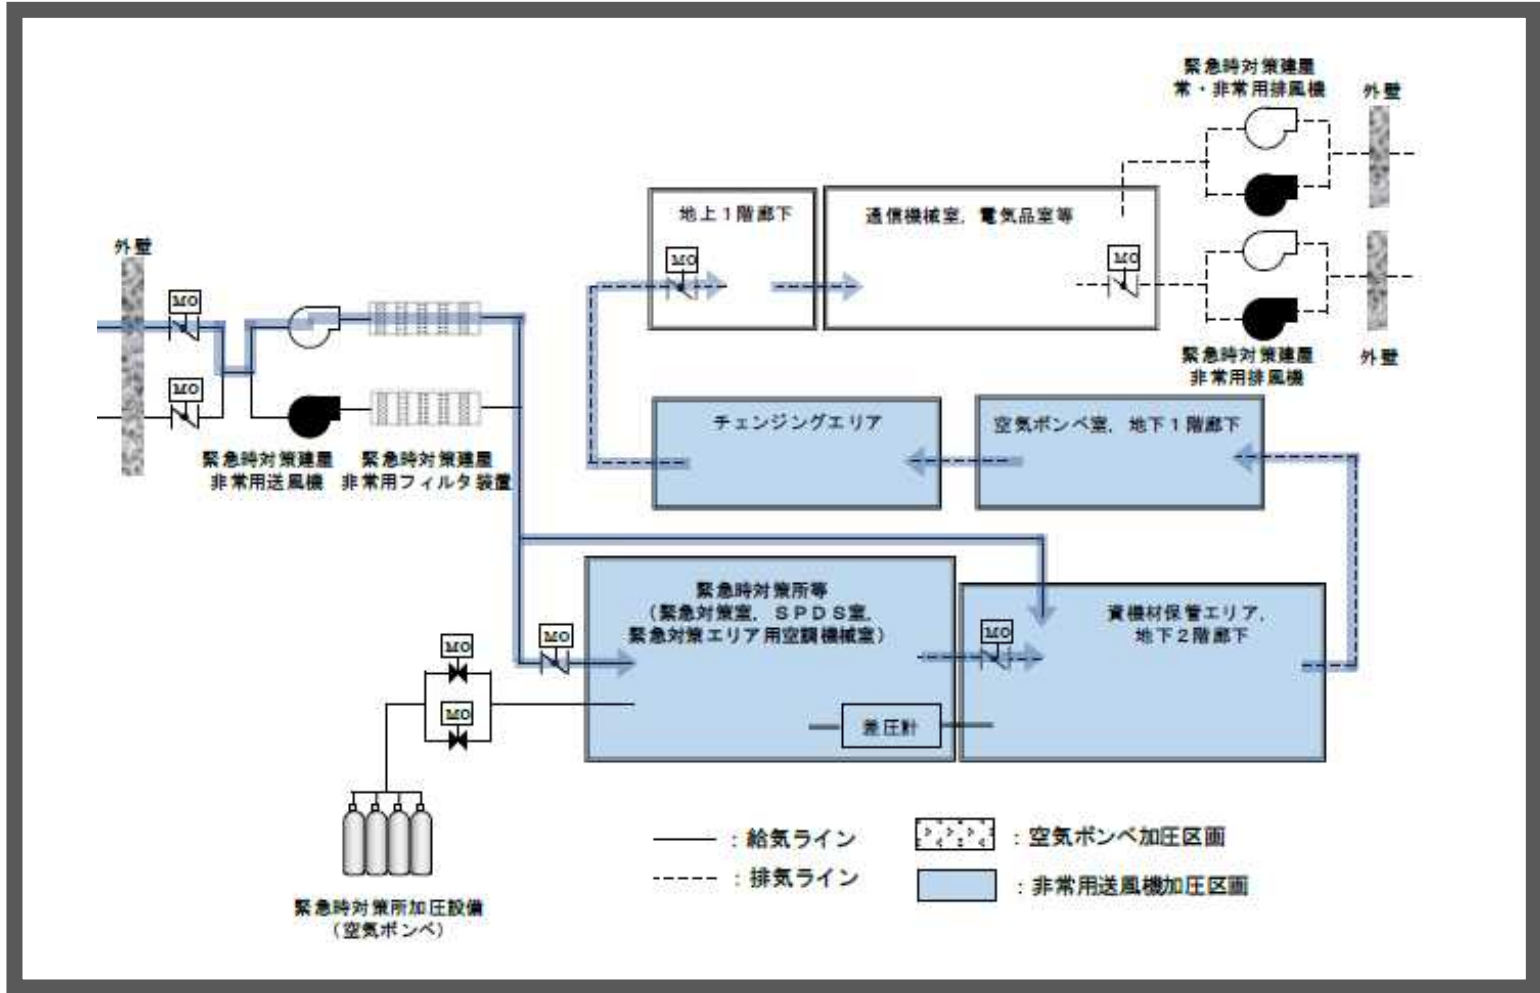 緊急時対策建屋
常・非常用排風機
外壁
地上1階廊下
通信機械室，電気品室等
MO
MO
外壁
MO
MO
緊急時対策建屋
非常用排風機
外壁
チェンジングエリア
空気ボンベ室，地下1階廊下
緊急時対策建屋
非常用送風機
緊急時対策建屋
非常用フィルタ装置
緊急時対策所等
（緊急対策室，ＳＰＤＳ室，
緊急対策エリア用空調機械室）
資機材保管エリア，
地下2階廊下
MO
MO
MO
MO
差圧計
緊急時対策所加圧設備
（空気ボンベ）
：給気ライン
：排気ライン
：空気ボンベ加圧区画
：非常用送風機加圧区画